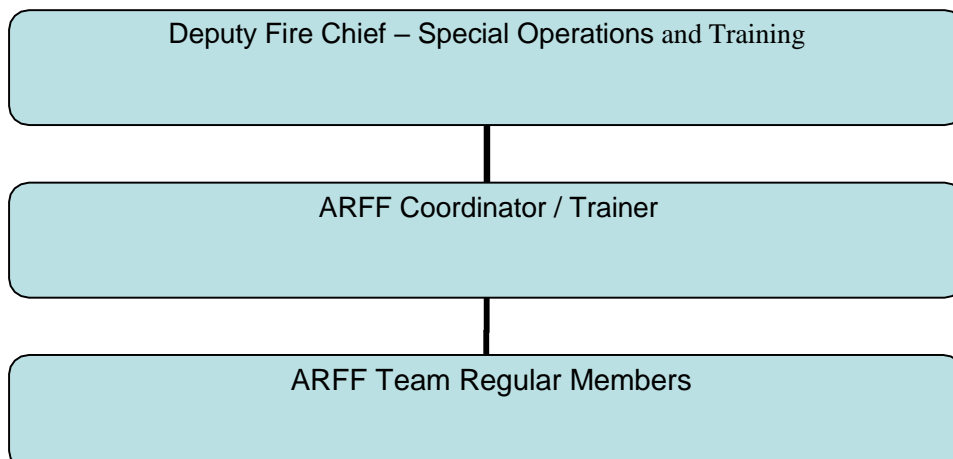 Deputy Fire Chief – Special Operations and Training
ARFF Coordinator / Trainer
ARFF Team Regular Members